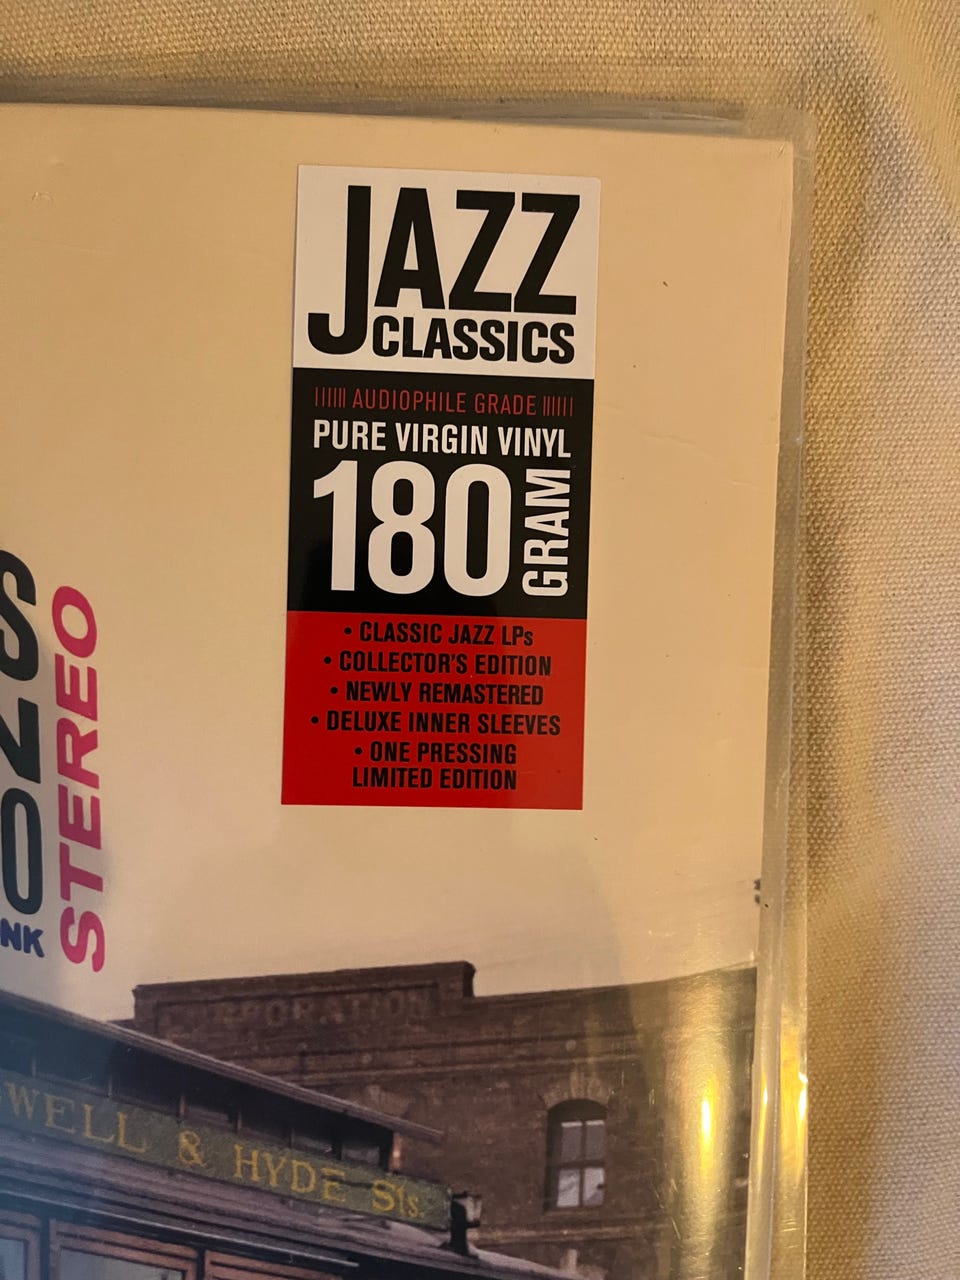 JAZZ
CLASSICS
AUDIOPHILE GRADE
PURE VIRGIN VINYL
180 GRAM
• CLASSIC JAZZ LPs
• COLLECTOR'S EDITION
• NEWLY REMASTERED
• DELUXE INNER SLEEVES
• ONE PRESSING
LIMITED EDITION
STEREO
NK
WELL & HYDE Sts.